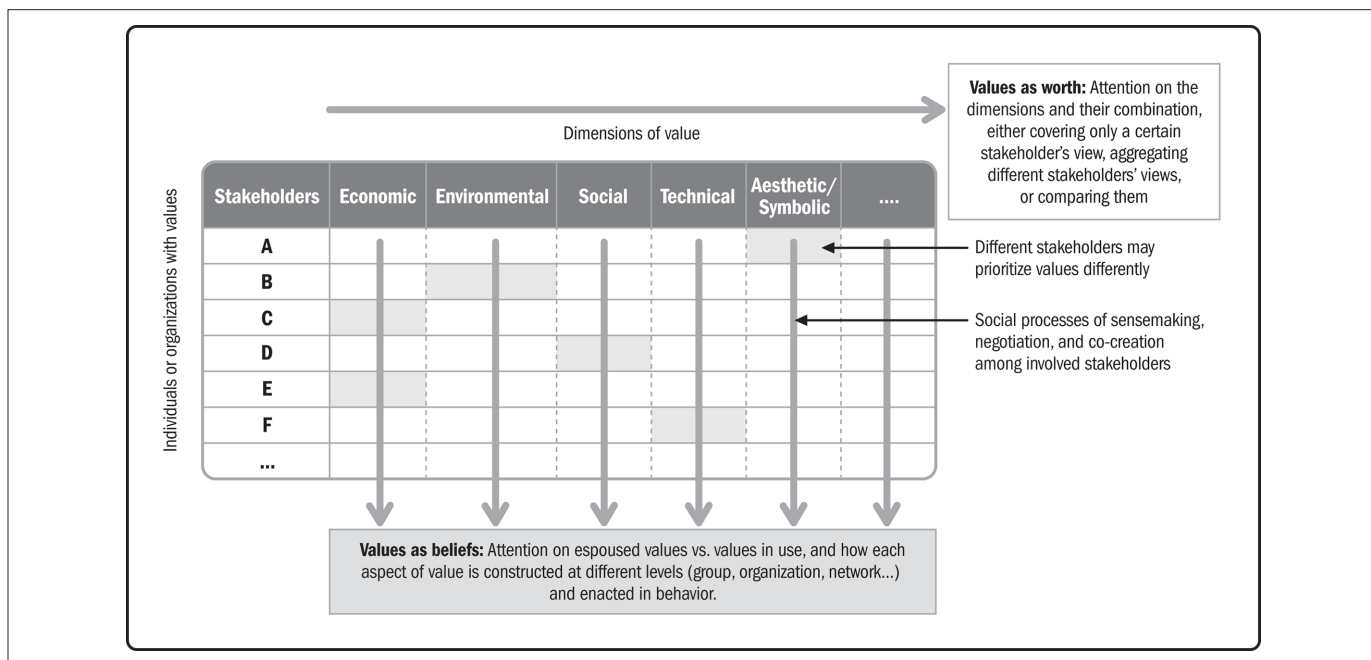 Values as worth: Attention on the
dimensions and their combination,
either covering only a certain
stakeholder's view, aggregating
different stakeholders' views,
or comparing them
Dimensions of value
Individuals or organizations with values
Stakeholders Economic Environmental Social Technical Aesthetic/
Symbolic ....
A
Different stakeholders may
prioritize values differently
B
C
Social processes of sensemaking,
negotiation, and co-creation
among involved stakeholders
D
E
F
...
Values as beliefs: Attention on espoused values vs. values in use, and how each
aspect of value is constructed at different levels (group, organization, network...)
and enacted in behavior.